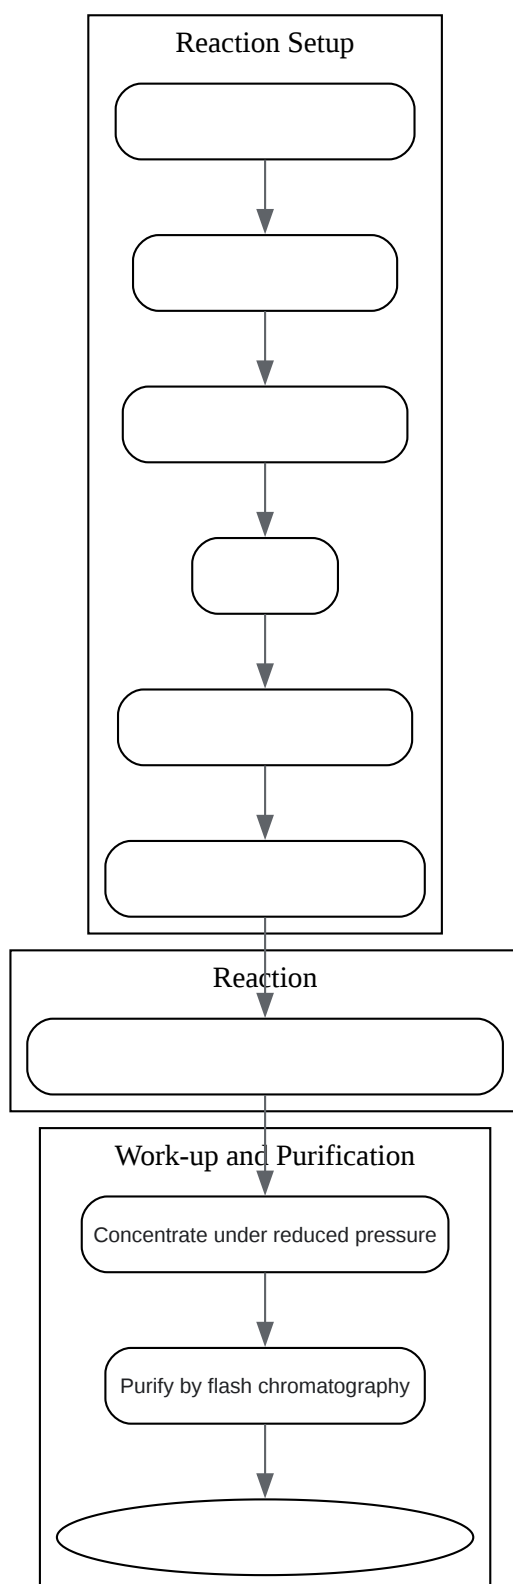 Reaction Setup
Reaction
Work-up and Purification
Concentrate under reduced pressure
Purify by flash chromatography